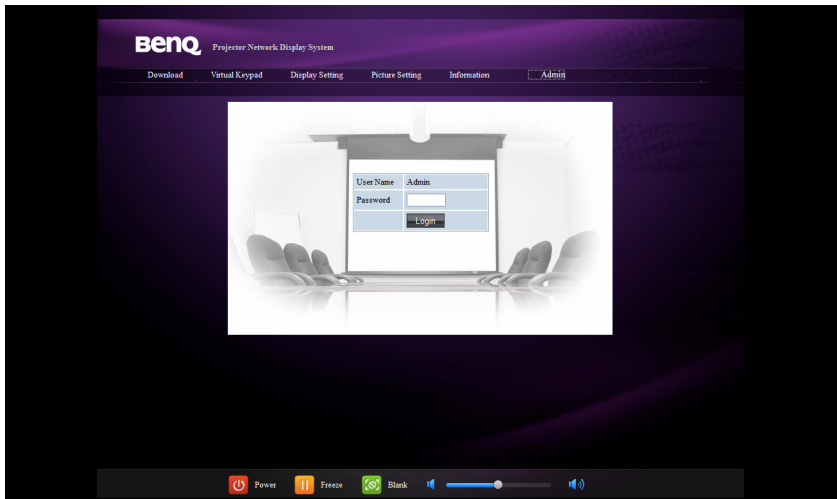 BenQ Projector Network Display System
Download Virtual Keypad Display Setting Picture Setting Information Admin
User Name Admin
Password
Login
Power Freeze Blank